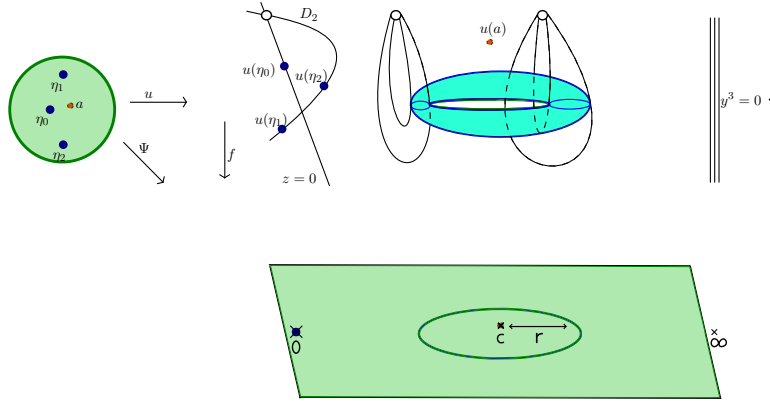 D₂
u(a)
η₁
u(η₀)
u(η₂)
a
u
y³ = 0
η₀
u(η₁)
Ψ
f
η₂
z = 0
0
c
r
∞